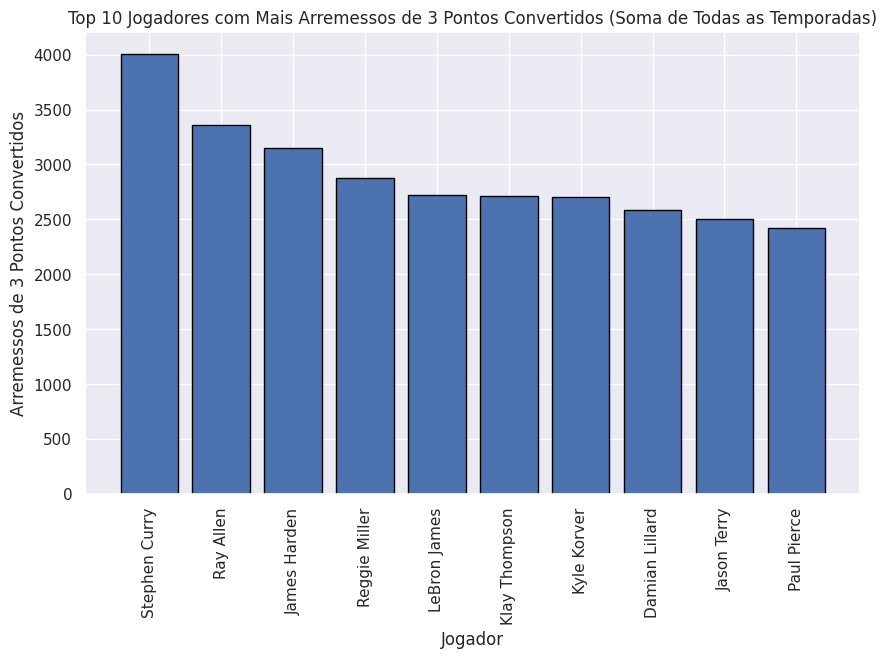 Top 10 Jogadores com Mais Arremessos de 3 Pontos Convertidos (Soma de Todas as Temporadas)
Arremessos de 3 Pontos Convertidos
4000
3500
3000
2500
2000
1500
1000
500
0
Stephen Curry
Ray Allen
James Harden
Reggie Miller
LeBron James
Klay Thompson
Kyle Korver
Damian Lillard
Jason Terry
Paul Pierce
Jogador